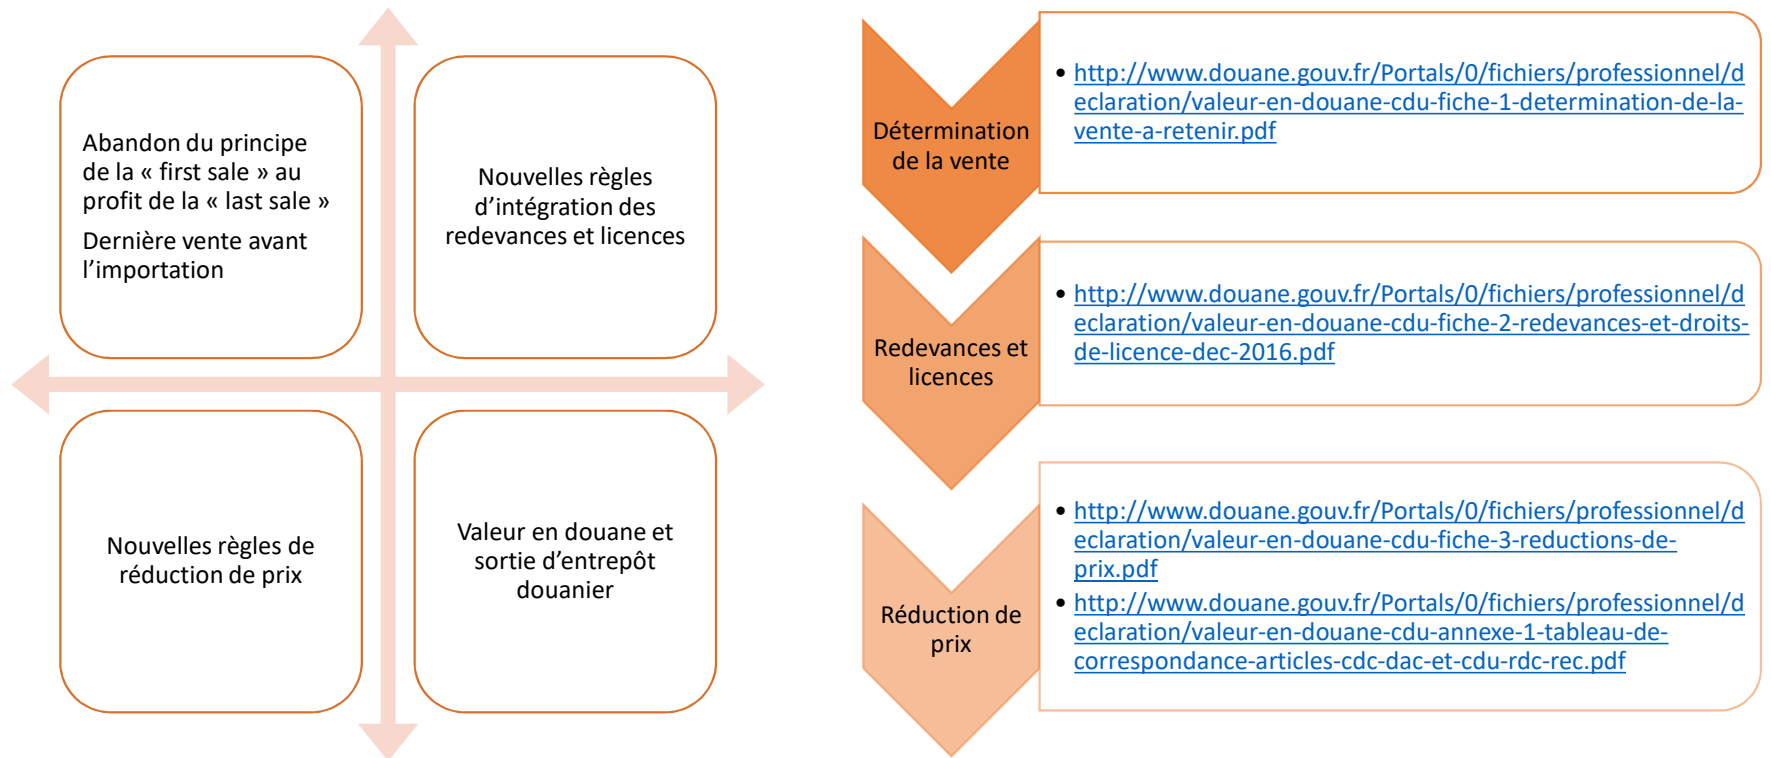 Abandon du principe
de la « first sale » au
profit de la « last sale »
Dernière vente avant
l’importation
Nouvelles règles
d’intégration des
redevances et licences
Nouvelles règles de
réduction de prix
Valeur en douane et
sortie d’entrepôt
douanier
Détermination
de la vente
• http://www.douane.gouv.fr/Portals/0/fichiers/professionnel/d
eclaration/valeur-en-douane-cdu-fiche-1-determination-de-la-
vente-a-retenir.pdf
Redevances et
licences
• http://www.douane.gouv.fr/Portals/0/fichiers/professionnel/d
eclaration/valeur-en-douane-cdu-fiche-2-redevances-et-droits-
de-licence-dec-2016.pdf
Réduction de
prix
• http://www.douane.gouv.fr/Portals/0/fichiers/professionnel/d
eclaration/valeur-en-douane-cdu-fiche-3-reductions-de-
prix.pdf
• http://www.douane.gouv.fr/Portals/0/fichiers/professionnel/d
eclaration/valeur-en-douane-cdu-annexe-1-tableau-de-
correspondance-articles-cdc-dac-et-cdu-rdc-rec.pdf